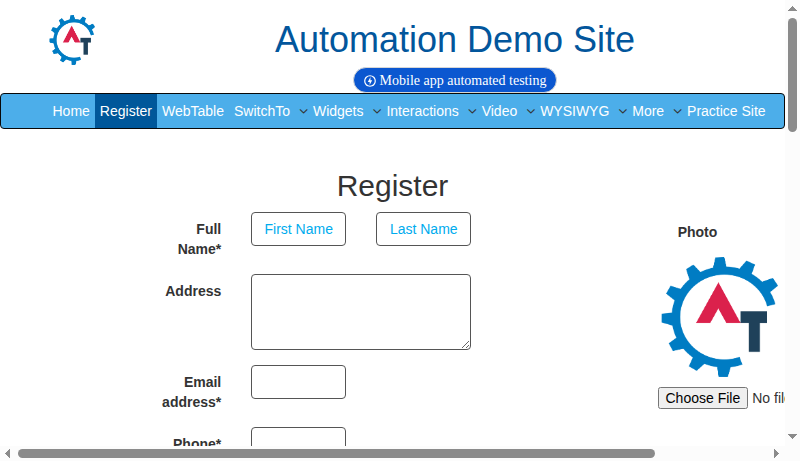 Automation Demo Site
Mobile app automated testing
Home Register WebTable SwitchTo Widgets Interactions Video WYSIWYG More Practice Site
Register
Full Name*
First Name
Last Name
Photo
Address
Email address*
Choose File No
Phone*